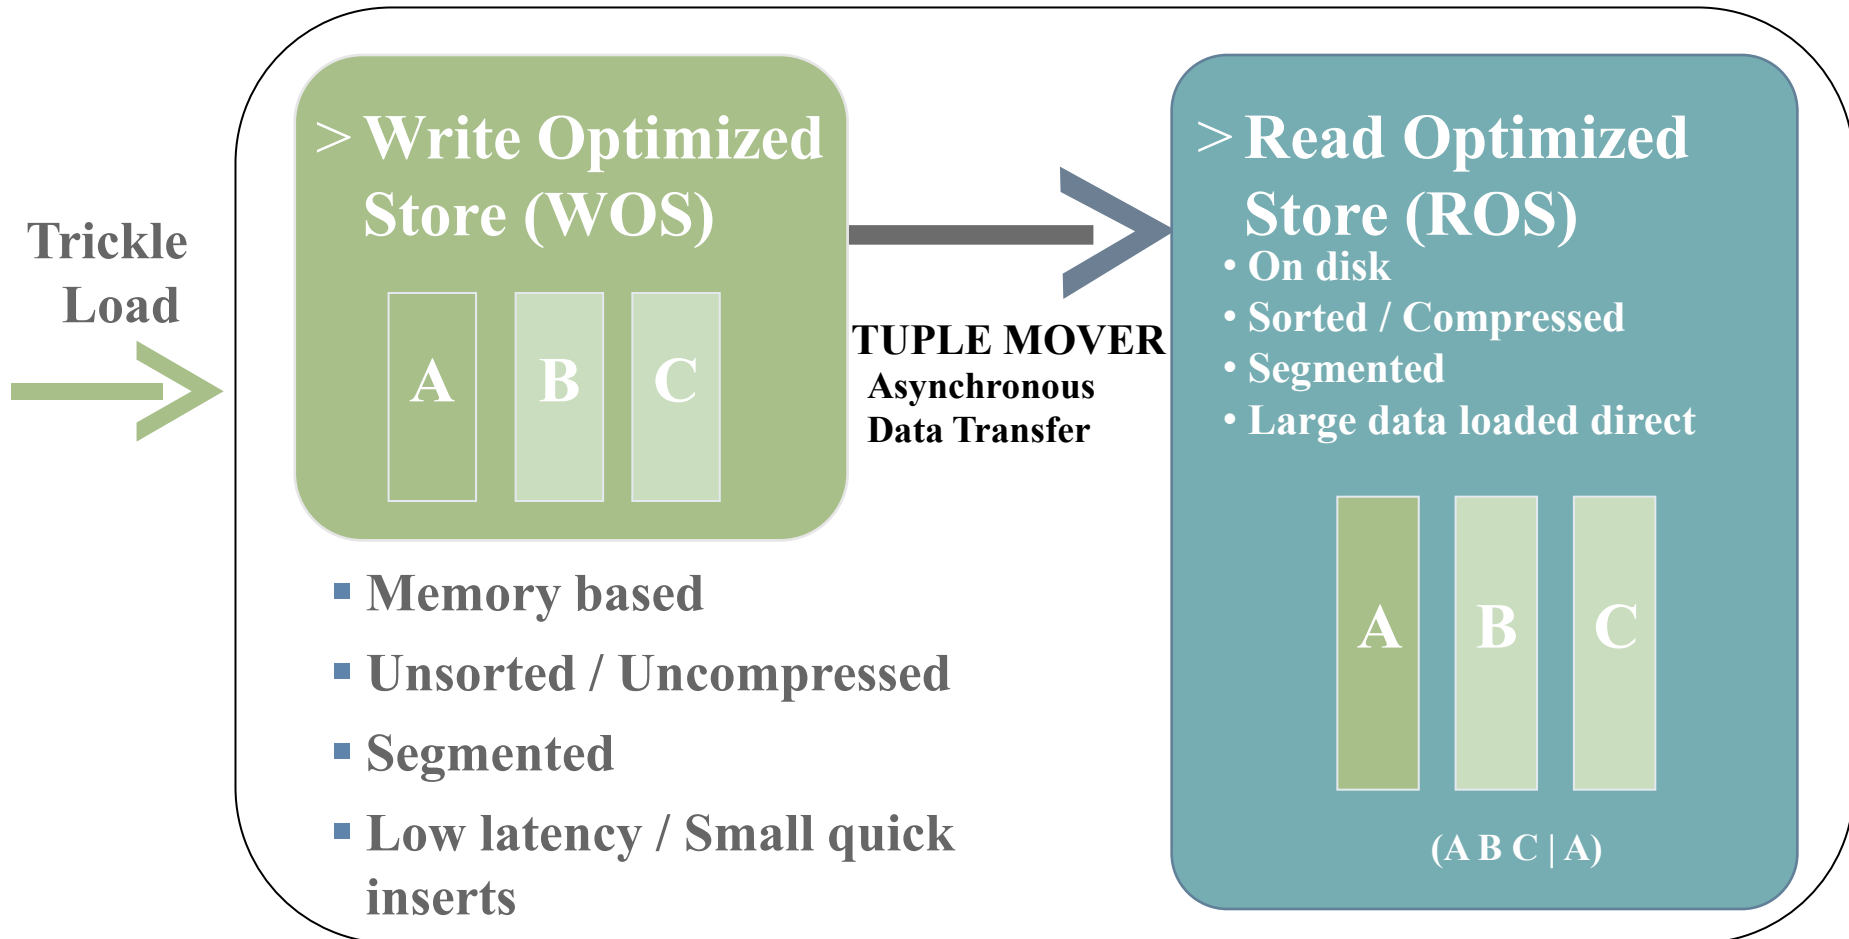 Trickle
Load
> Write Optimized
Store (WOS)
A B C
▪ Memory based
▪ Unsorted / Uncompressed
▪ Segmented
▪ Low latency / Small quick
inserts
TUPLE MOVER
Asynchronous
Data Transfer
> Read Optimized
Store (ROS)
• On disk
• Sorted / Compressed
• Segmented
• Large data loaded direct
A B C
(A B C | A)